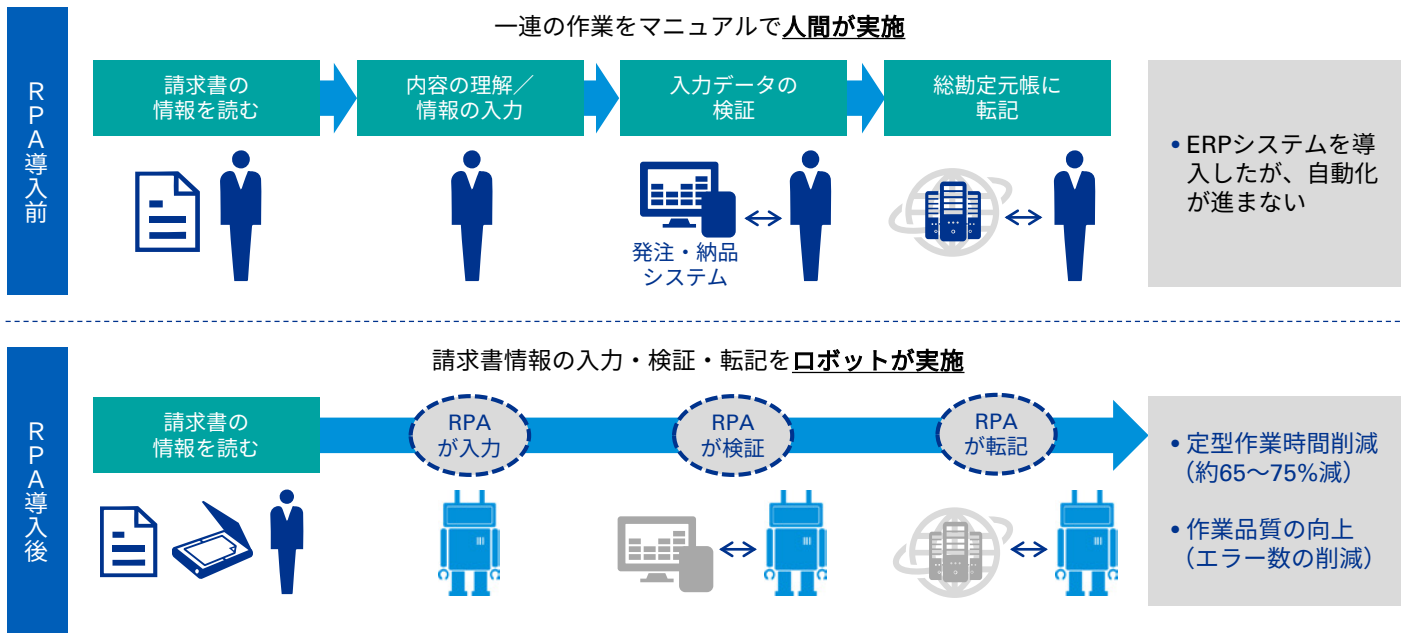 一連の作業をマニュアルで人間が実施
RPA導入前
請求書の
情報を読む
内容の理解／
情報の入力
入力データの
検証
総勘定元帳に
転記
発注・納品
システム
• ERPシステムを導
入したが、自動化
が進まない
請求書情報の入力・検証・転記をロボットが実施
RPA導入後
請求書の
情報を読む
RPA
が入力
RPA
が検証
RPA
が転記
• 定型作業時間削減
（約65～75%減）
• 作業品質の向上
（エラー数の削減）